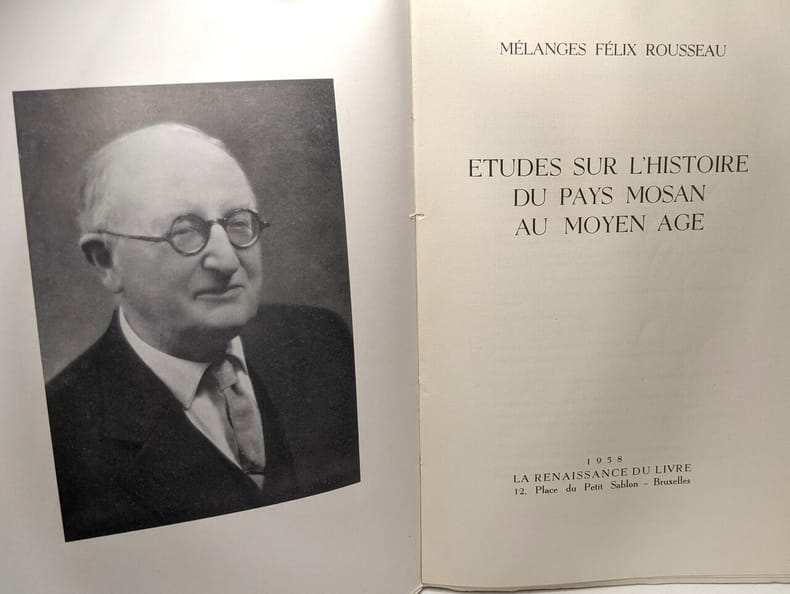 MÉLANGES FÉLIX ROUSSEAU
ETUDES SUR L'HISTOIRE
DU PAYS MOSAN
AU MOYEN AGE
1958
LA RENAISSANCE DU LIVRE
12, Place du Petit Sablon – Bruxelles